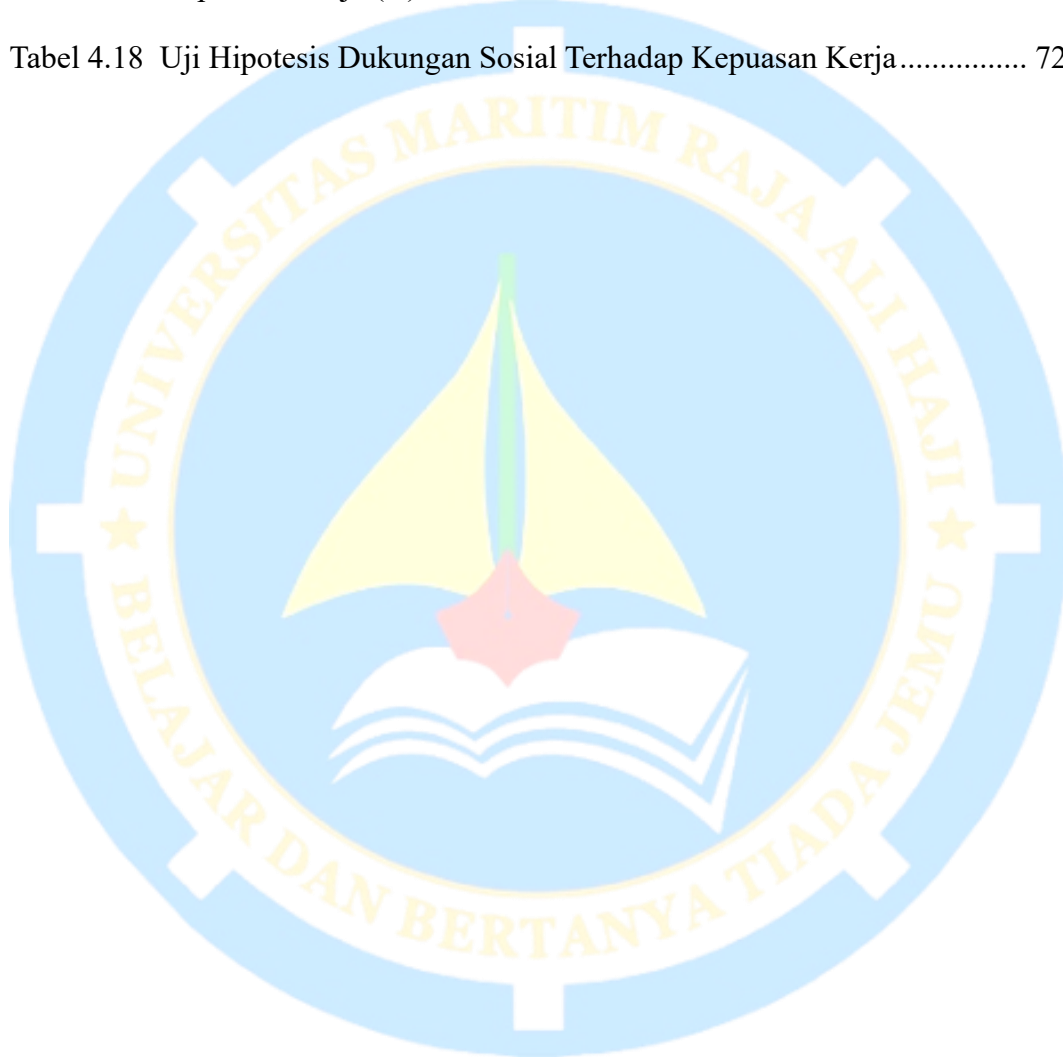 Tabel 4.18 Uji Hipotesis Dukungan Sosial Terhadap Kepuasan Kerja................ 72
UNIVERSITAS MARITIM RAJA ALI HAJI
BELAJAR DAN BERTANYA TIADA JEMU